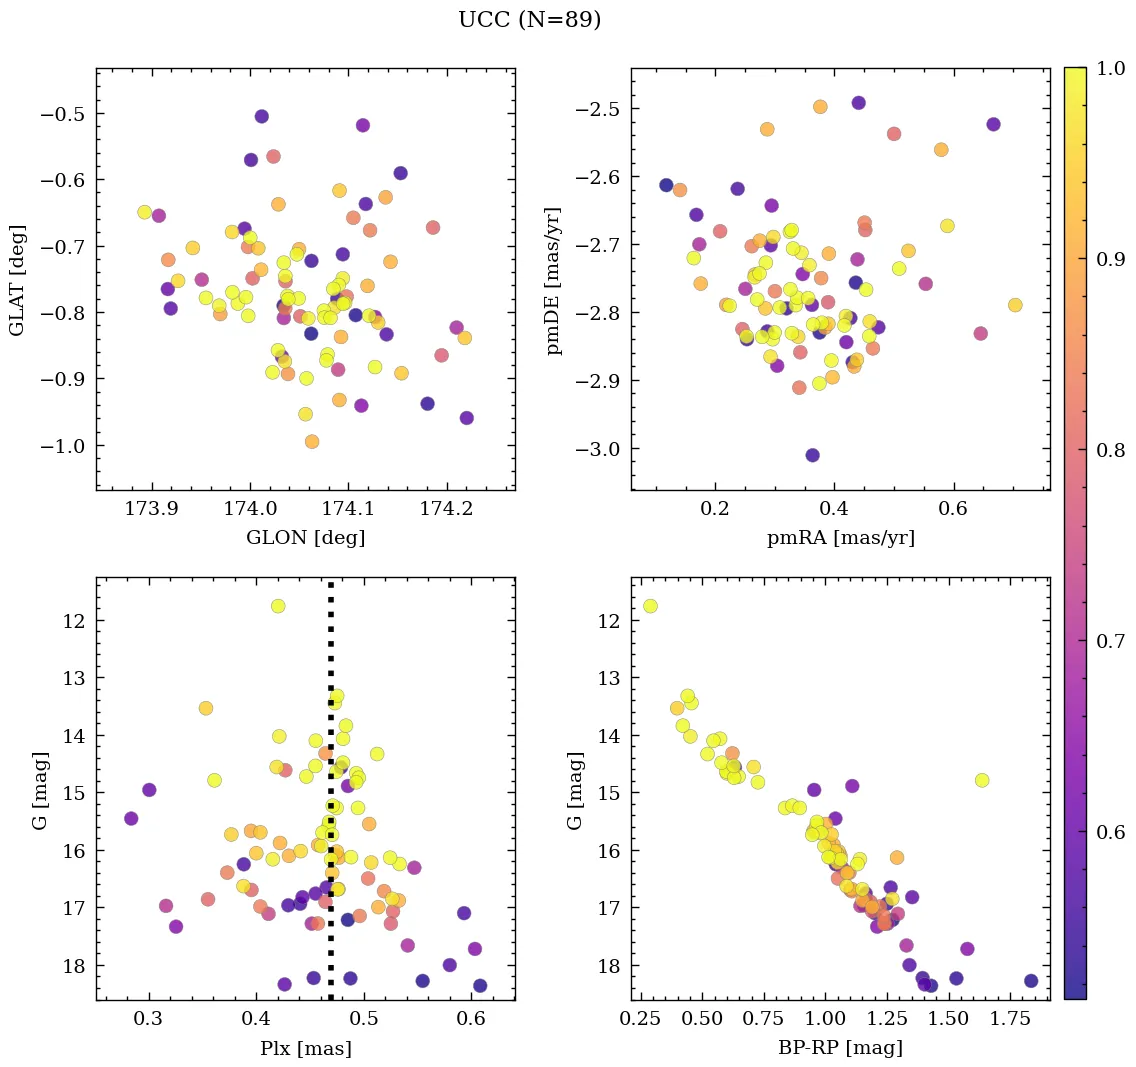 UCC (N=89)
−0.5
−0.6
−0.7
−0.8
−0.9
−1.0
GLAT [deg]
173.9 174.0 174.1 174.2
GLON [deg]
−2.5
−2.6
−2.7
−2.8
−2.9
−3.0
pmDE [mas/yr]
0.2 0.4 0.6
pmRA [mas/yr]
12
13
14
15
16
17
18
G [mag]
0.3 0.4 0.5 0.6
Plx [mas]
12
13
14
15
16
17
18
G [mag]
0.25 0.50 0.75 1.00 1.25 1.50 1.75
BP-RP [mag]
1.0
0.9
0.8
0.7
0.6